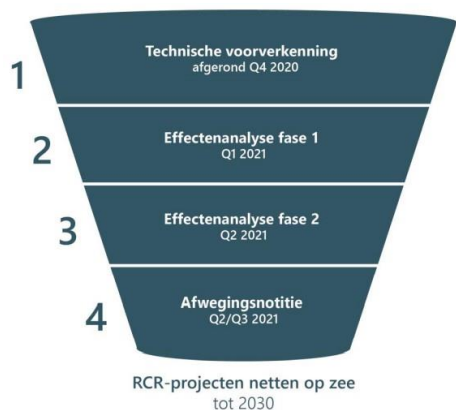 1
Technische voorverkenning
afgerond Q4 2020
2
Effectenanalyse fase 1
Q1 2021
3
Effectenanalyse fase 2
Q2 2021
4
Afwegingsnotitie
Q2/Q3 2021
RCR-projecten netten op zee
tot 2030